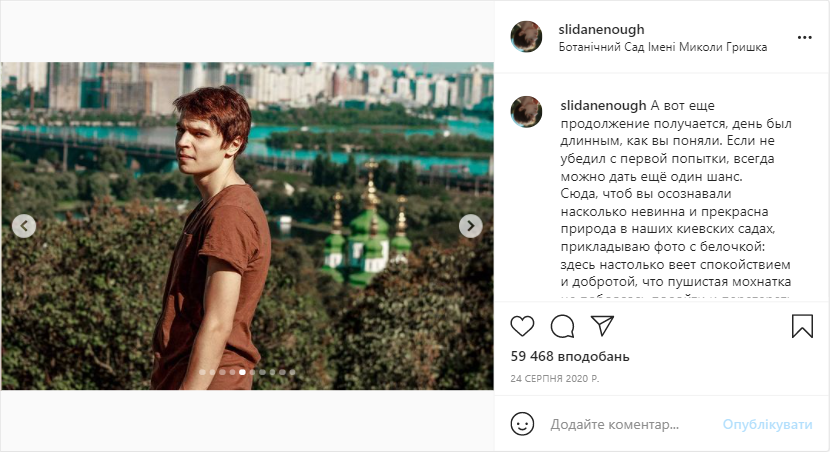 slidanenough
Ботанічний Сад Імені Миколи Гришка
slidanenough А вот еще
продолжение получается, день был
длинным, как вы поняли. Если не
убедил с первой попытки, всегда
можно дать ещё один шанс.
Сюда, чтоб вы осознавали
насколько невинна и прекрасна
природа в наших киевских садах,
прикладываю фото с белочкой:
здесь настолько веет спокойствием
и добротой, что пушистая мохнатка
59 468 вподобань
24 СЕРПНЯ 2020 Р.
Додайте коментар...
Опублікувати